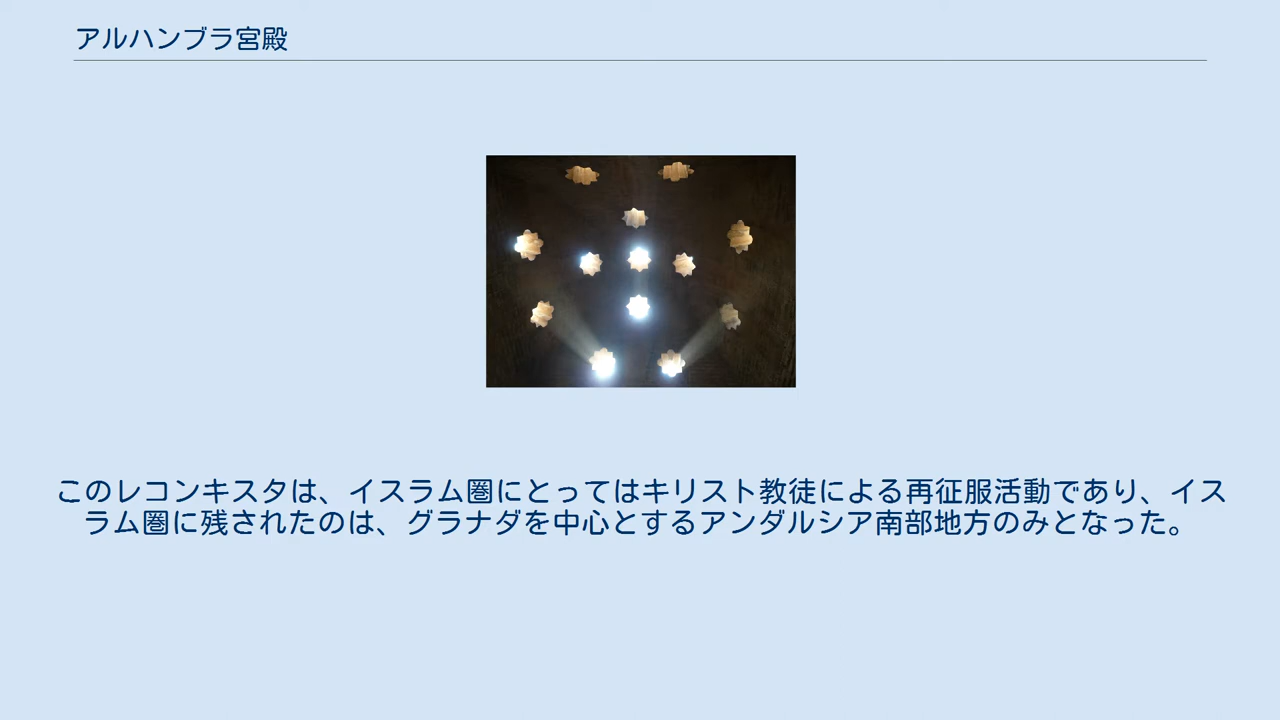 アルハンブラ宮殿
このレコンキスタは、イスラム圏にとってはキリスト教徒による再征服活動であり、イス
ラム圏に残されたのは、グラナダを中心とするアンダルシア南部地方のみとなった。